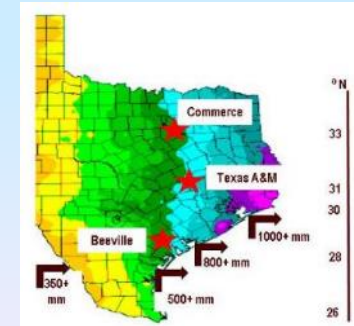 ° N
Commerce
33
Texas A&M
31
30
Beeville
1000+ mm
28
800+ mm
350+
mm
500+
mm
26